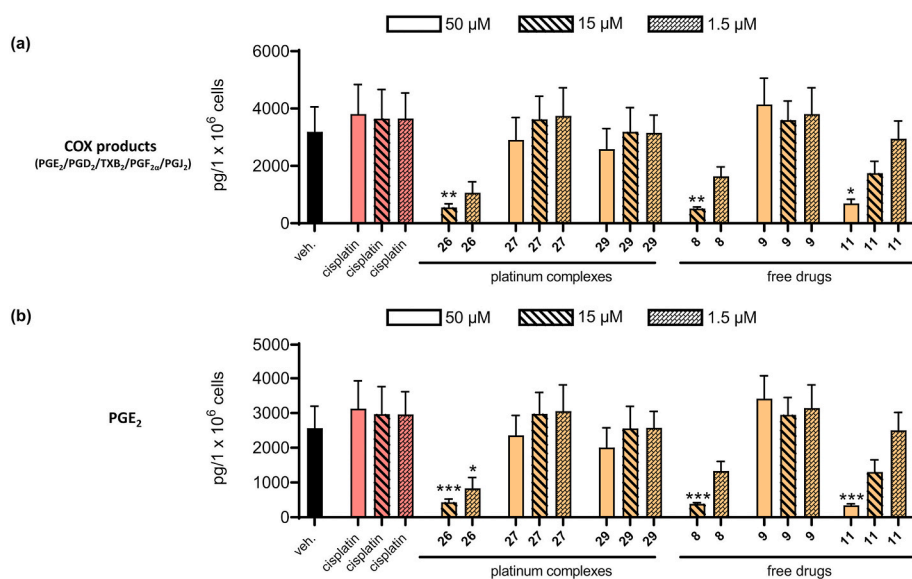 (a)
50 µM 15 µM 1.5 µM
COX products
(PGE₂/PGD₂/TXB₂/PGF₂α/PGJ₂)
pg/1 x 10⁶ cells
6000
4000
2000
0
** ** *
veh. cisplatin cisplatin cisplatin 26 26 27 27 27 29 29 29 8 8 9 9 9 11 11 11
platinum complexes free drugs
(b)
50 µM 15 µM 1.5 µM
PGE₂
pg/1 x 10⁶ cells
5000
4000
3000
2000
1000
0
*** * *** ***
veh. cisplatin cisplatin cisplatin 26 26 27 27 27 29 29 29 8 8 9 9 9 11 11 11
platinum complexes free drugs